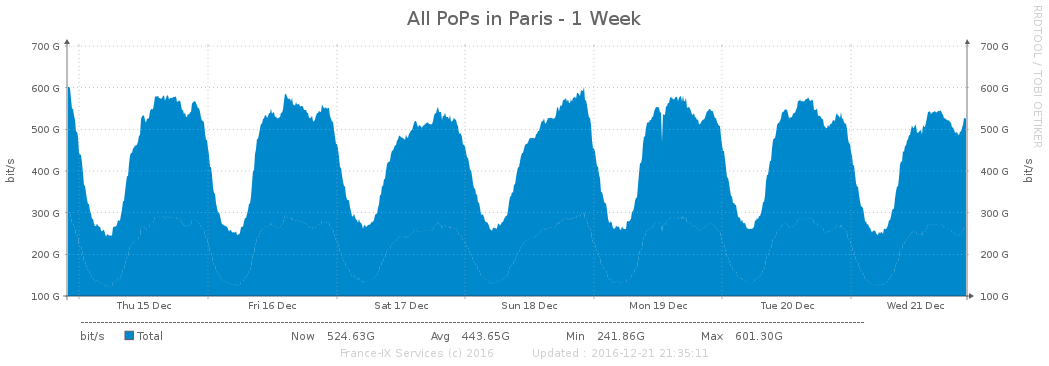 All PoPs in Paris - 1 Week
RRDTOOL / TOBI OETIKER
700 G 700 G
600 G 600 G
500 G 500 G
400 G 400 G
300 G 300 G
200 G 200 G
100 G 100 G
bit/s bit/s
Thu 15 Dec Fri 16 Dec Sat 17 Dec Sun 18 Dec Mon 19 Dec Tue 20 Dec Wed 21 Dec
bit/s Total Now 524.63G Avg 443.65G Min 241.86G Max 601.30G
France-IX Services (c) 2016 Updated : 2016-12-21 21:35:11